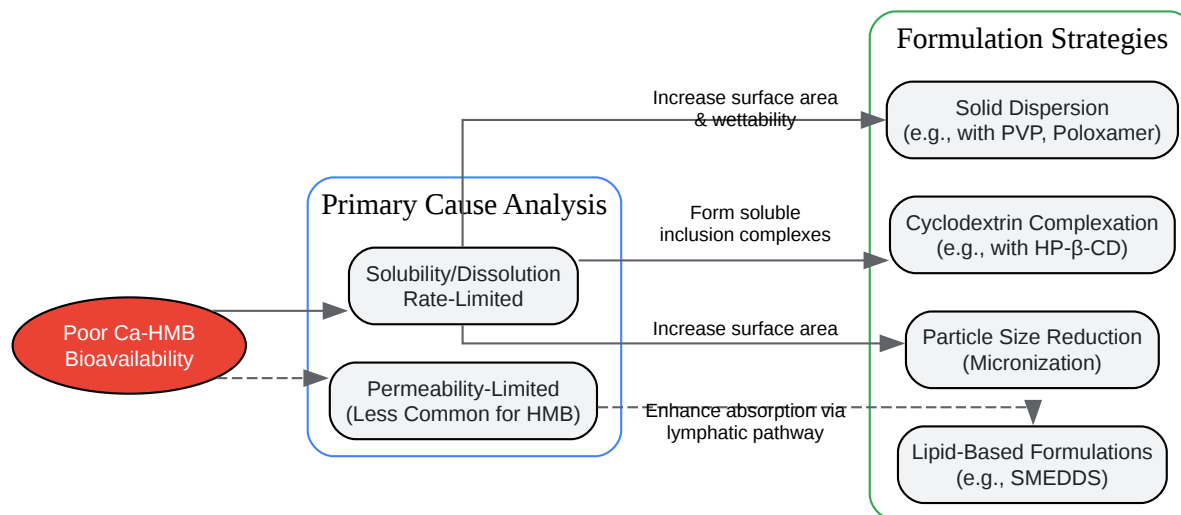 Formulation Strategies
Increase surface area
& wettability
Solid Dispersion
(e.g., with PVP, Poloxamer)
Primary Cause Analysis
Form soluble
inclusion complexes
Cyclodextrin Complexation
(e.g., with HP-β-CD)
Solubility/Dissolution
Rate-Limited
Poor Ca-HMB
Bioavailability
Increase surface area
Particle Size Reduction
(Micronization)
Permeability-Limited
(Less Common for HMB)
Enhance absorption via
lymphatic pathway
Lipid-Based Formulations
(e.g., SMEDDS)